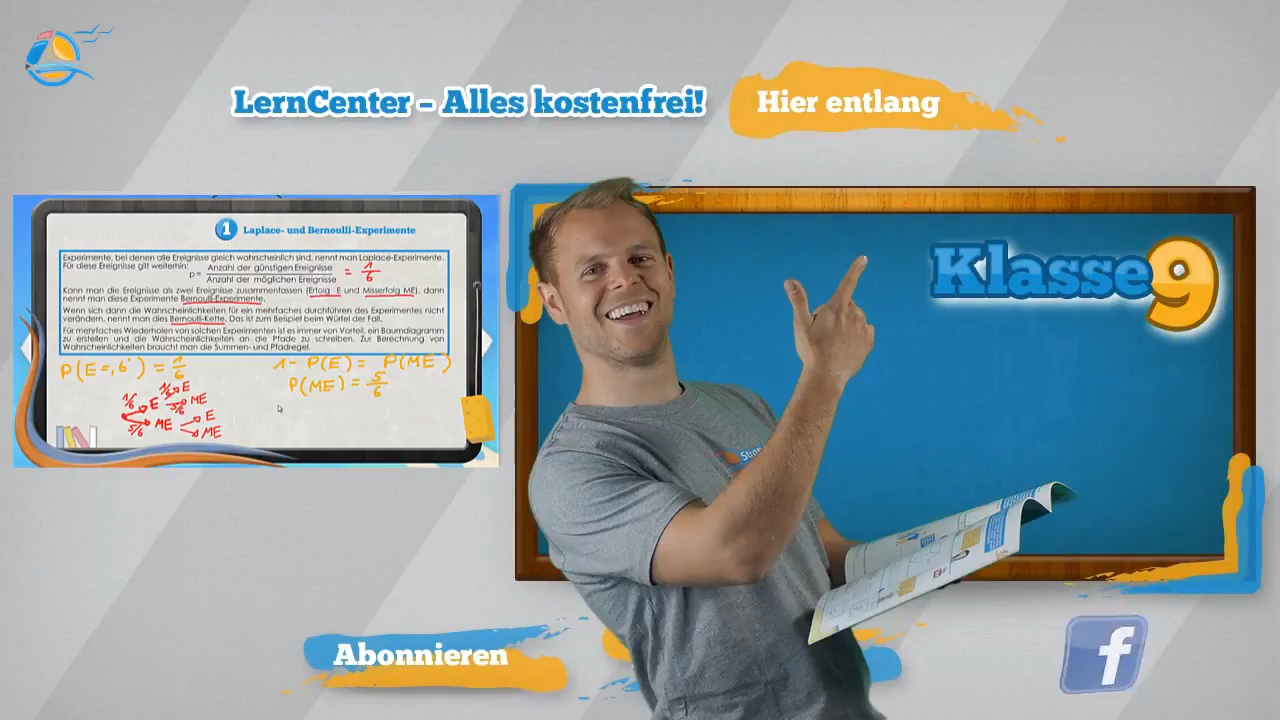 LernCenter – Alles kostenfrei!
Hier entlang
1 Laplace- und Bernoulli-Experimente
Experimente, bei denen alle Ereignisse gleich wahrscheinlich sind, nennt man Laplace-Experimente.
Für diese Ereignisse gilt weiterhin:
p = Anzahl der günstigen Ereignisse / Anzahl der möglichen Ereignisse = 1/6
Kann man die Ereignisse als zwei Ereignisse zusammenfassen (Erfolg E und Misserfolg ME), dann
nennt man diese Experimente Bernoulli-Experimente.
Wenn sich dann die Wahrscheinlichkeiten für ein mehrfaches durchführen des Experimentes nicht
verändern, nennt man dies Bernoulli-Kette. Das ist zum Beispiel beim Würfel der Fall.
Für mehrfaches Wiederholen von solchen Experimenten ist es immer von Vorteil, ein Baumdiagramm
zu erstellen und die Wahrscheinlichkeiten an die Pfade zu schreiben. Zur Berechnung von
Wahrscheinlichkeiten braucht man die Summen- und Pfadregel.
P(E=‚6') = 1/6
1 - P(E) = P(ME)
P(ME) = 5/6
1/6 E
1/6 E
5/6 ME
5/6 ME
E
ME
Klasse 9
Abonnieren
f